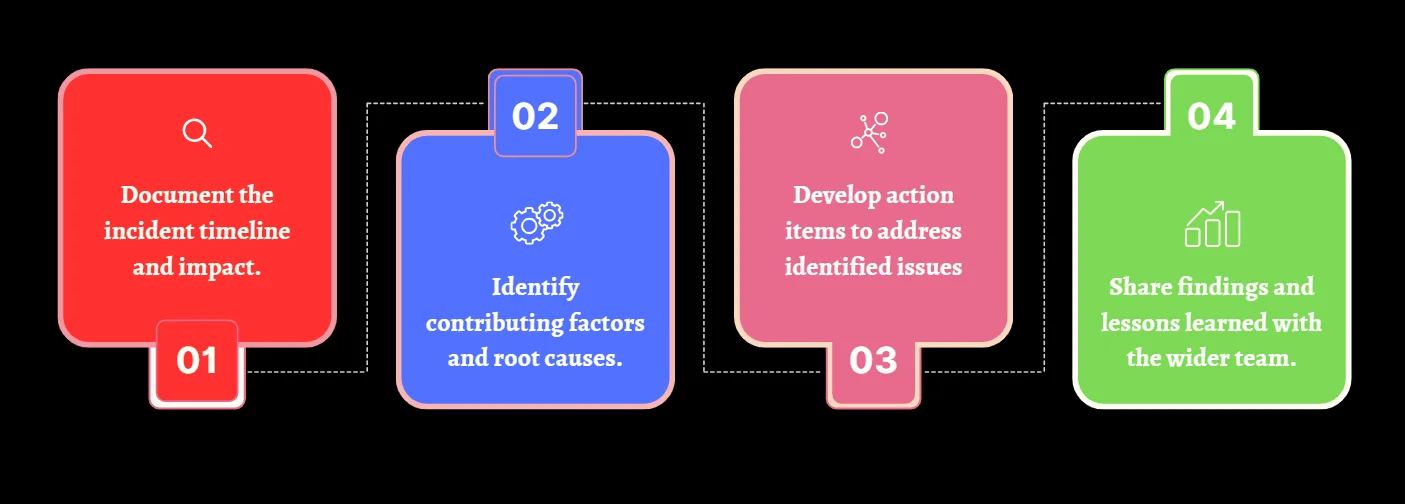 Document the
incident timeline
and impact.
01
02
Identify
contributing factors
and root causes.
Develop action
items to address
identified issues
03
04
Share findings and
lessons learned with
the wider team.